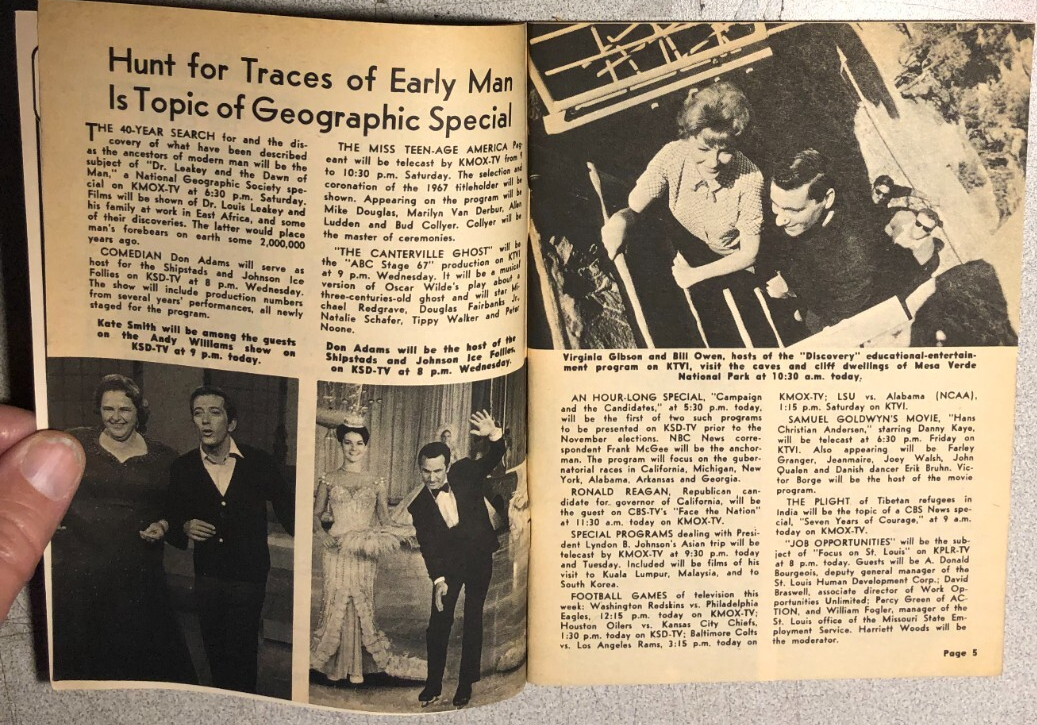 Hunt for Traces of Early Man
Is Topic of Geographic Special
THE 40-YEAR SEARCH for and the dis-
covery of what have been described
as the ancestors of modern man will be the
subject of "Dr. Leakey and the Dawn of
Man," a National Geographic Society spe-
cial on KMOX-TV at 6:30 p.m. Saturday.
Films will be shown of Dr. Louis Leakey and
his family at work in East Africa, and some
of their discoveries. The latter would place
man's forebears on earth some 2,000,000
years ago.
COMEDIAN Don Adams will serve as
host for the Shipstads and Johnson Ice
Follies on KSD-TV at 8 p.m. Wednesday.
The show will include production numbers
from several years' performances, all newly
staged for the program.
Kate Smith will be among the guests
on the Andy Williams show on
KSD-TV at 9 p.m. today.
THE MISS TEEN-AGE AMERICA Pag-
eant will be telecast by KMOX-TV from
to 10:30 p.m. Saturday. The selection and
coronation of the 1967 titleholder will be
shown. Appearing on the program will be
Mike Douglas, Marilyn Van Derbur, Allen
Ludden and Bud Collyer. Collyer will be
the master of ceremonies.
"THE CANTERVILLE GHOST" will be
the "ABC Stage 67" production on KTVI
at 9 p.m. Wednesday. It will be a musical
version of Oscar Wilde's play about a
three-centuries-old ghost and will star Mi-
chael Redgrave, Douglas Fairbanks Jr.,
Natalie Schafer, Tippy Walker and Peter
Noone.
Don Adams will be the host of the
Shipstads and Johnson Ice Follies,
on KSD-TV at 8 p.m. Wednesday.
Virginia Gibson and Bill Owen, hosts of the "Discovery" educational-entertain-
ment program on KTVI, visit the caves and cliff dwellings of Mesa Verde
National Park at 10:30 a.m. today.
AN HOUR-LONG SPECIAL, "Campaign
and the Candidates," at 5:30 p.m. today,
will be the first of two such programs
to be presented on KSD-TV prior to the
November elections. NBC News corre-
spondent Frank McGee will be the anchor-
man. The program will focus on the guber-
natorial races in California, Michigan, New
York, Alabama, Arkansas and Georgia.
RONALD REAGAN, Republican can-
didate for governor of California, will be
the guest on CBS-TV's "Face the Nation"
at 11:30 a.m. today on KMOX-TV.
SPECIAL PROGRAMS dealing with Presi-
dent Lyndon B. Johnson's Asian trip will be
telecast by KMOX-TV at 9:30 p.m. today
and Tuesday. Included will be films of his
visit to Kuala Lumpur, Malaysia, and to
South Korea.
FOOTBALL GAMES of television this
week: Washington Redskins vs. Philadelphia
Eagles, 12:15 p.m. today on KMOX-TV;
Houston Oilers vs. Kansas City Chiefs,
1:30 p.m. today on KSD-TV; Baltimore Colts
vs. Los Angeles Rams, 3:15 p.m. today on
KMOX-TV; LSU vs. Alabama (NCAA),
1:15 p.m. Saturday on KTVI.
SAMUEL GOLDWYN'S MOVIE, "Hans
Christian Andersen," starring Danny Kaye,
will be telecast at 6:30 p.m. Friday on
KTVI. Also appearing will be Farley
Granger, Jeanmaire, Joey Walsh, John
Qualen and Danish dancer Erik Bruhn. Vic-
tor Borge will be the host of the movie
program.
THE PLIGHT of Tibetan refugees in
India will be the topic of a CBS News spe-
cial, "Seven Years of Courage," at 9 a.m.
today on KMOX-TV.
"JOB OPPORTUNITIES" will be the sub-
ject of "Focus on St. Louis" on KPLR-TV
at 8 p.m. today. Guests will be A. Donald
Bourgeois, deputy general manager of the
St. Louis Human Development Corp.; David
Braswell, associate director of Work Op-
portunities Unlimited; Percy Green of AC-
TION, and William Fogler, manager of the
St. Louis office of the Missouri State Em-
ployment Service. Harriett Woods will be
the moderator.
Page 5